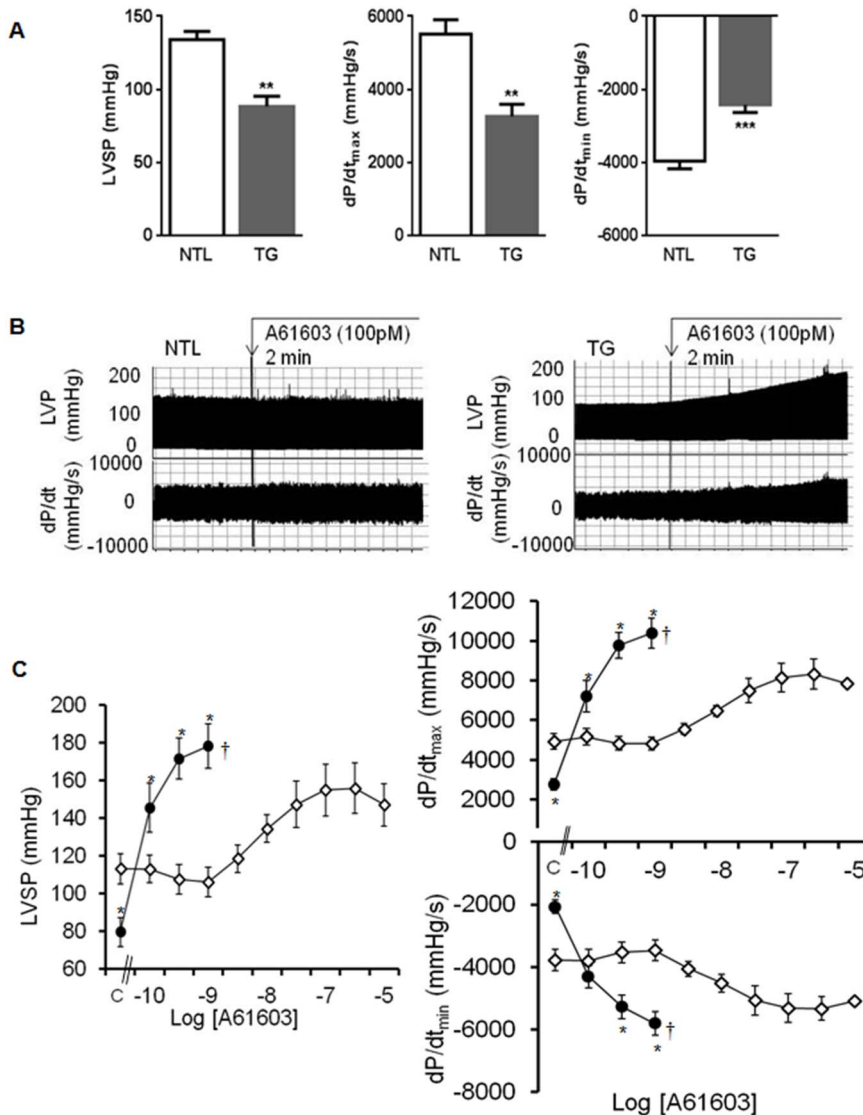 A
150
100
50
0
LVSP (mmHg)
**
NTL
TG
6000
4000
2000
0
dP/dtmax (mmHg/s)
**
NTL
TG
0
-2000
-4000
-6000
dP/dtmin (mmHg/s)
***
NTL
TG
B
NTL
A61603 (100pM)
2 min
200
100
0
LVP
(mmHg)
10000
0
-10000
dP/dt
(mmHg/s)
TG
A61603 (100pM)
2 min
200
100
0
LVP
(mmHg)
10000
0
-10000
dP/dt
(mmHg/s)
C
200
180
160
140
120
100
80
60
LVSP (mmHg)
*
*
*
*
†
C
-10
-9
-8
-7
-5
Log [A61603]
12000
10000
8000
6000
4000
2000
dP/dtmax (mmHg/s)
*
*
*
*
†
0
C
-10
-9
-8
-7
-5
-2000
-4000
-6000
-8000
dP/dtmin (mmHg/s)
*
*
*
†
Log [A61603]